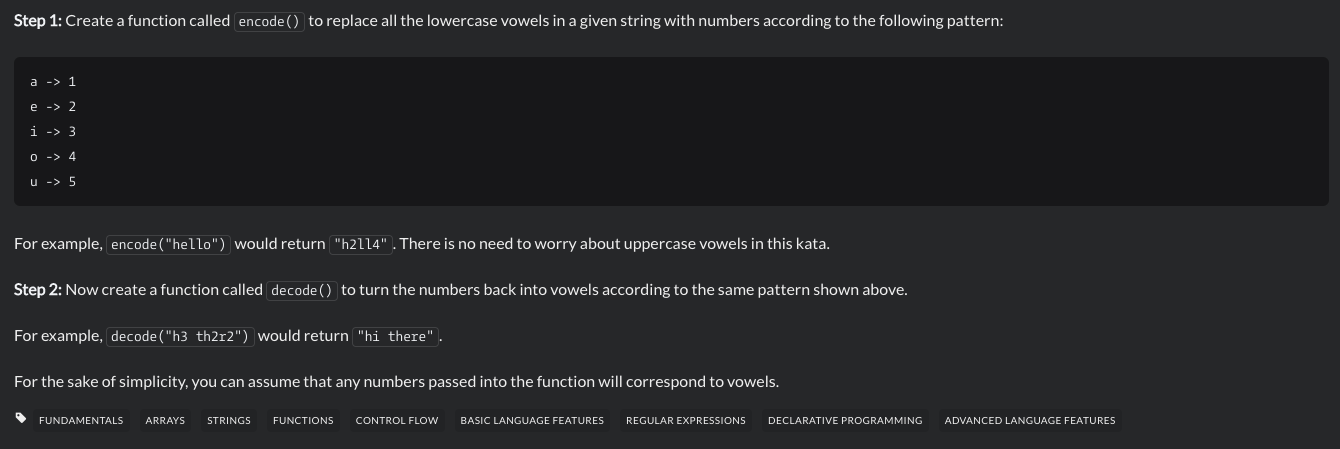 Step 1: Create a function called encode() to replace all the lowercase vowels in a given string with numbers according to the following pattern:
a -> 1
e -> 2
i -> 3
o -> 4
u -> 5
For example, encode("hello") would return "h2ll4". There is no need to worry about uppercase vowels in this kata.
Step 2: Now create a function called decode() to turn the numbers back into vowels according to the same pattern shown above.
For example, decode("h3 th2r2") would return "hi there".
For the sake of simplicity, you can assume that any numbers passed into the function will correspond to vowels.
FUNDAMENTALS ARRAYS STRINGS FUNCTIONS CONTROL FLOW BASIC LANGUAGE FEATURES REGULAR EXPRESSIONS DECLARATIVE PROGRAMMING ADVANCED LANGUAGE FEATURES